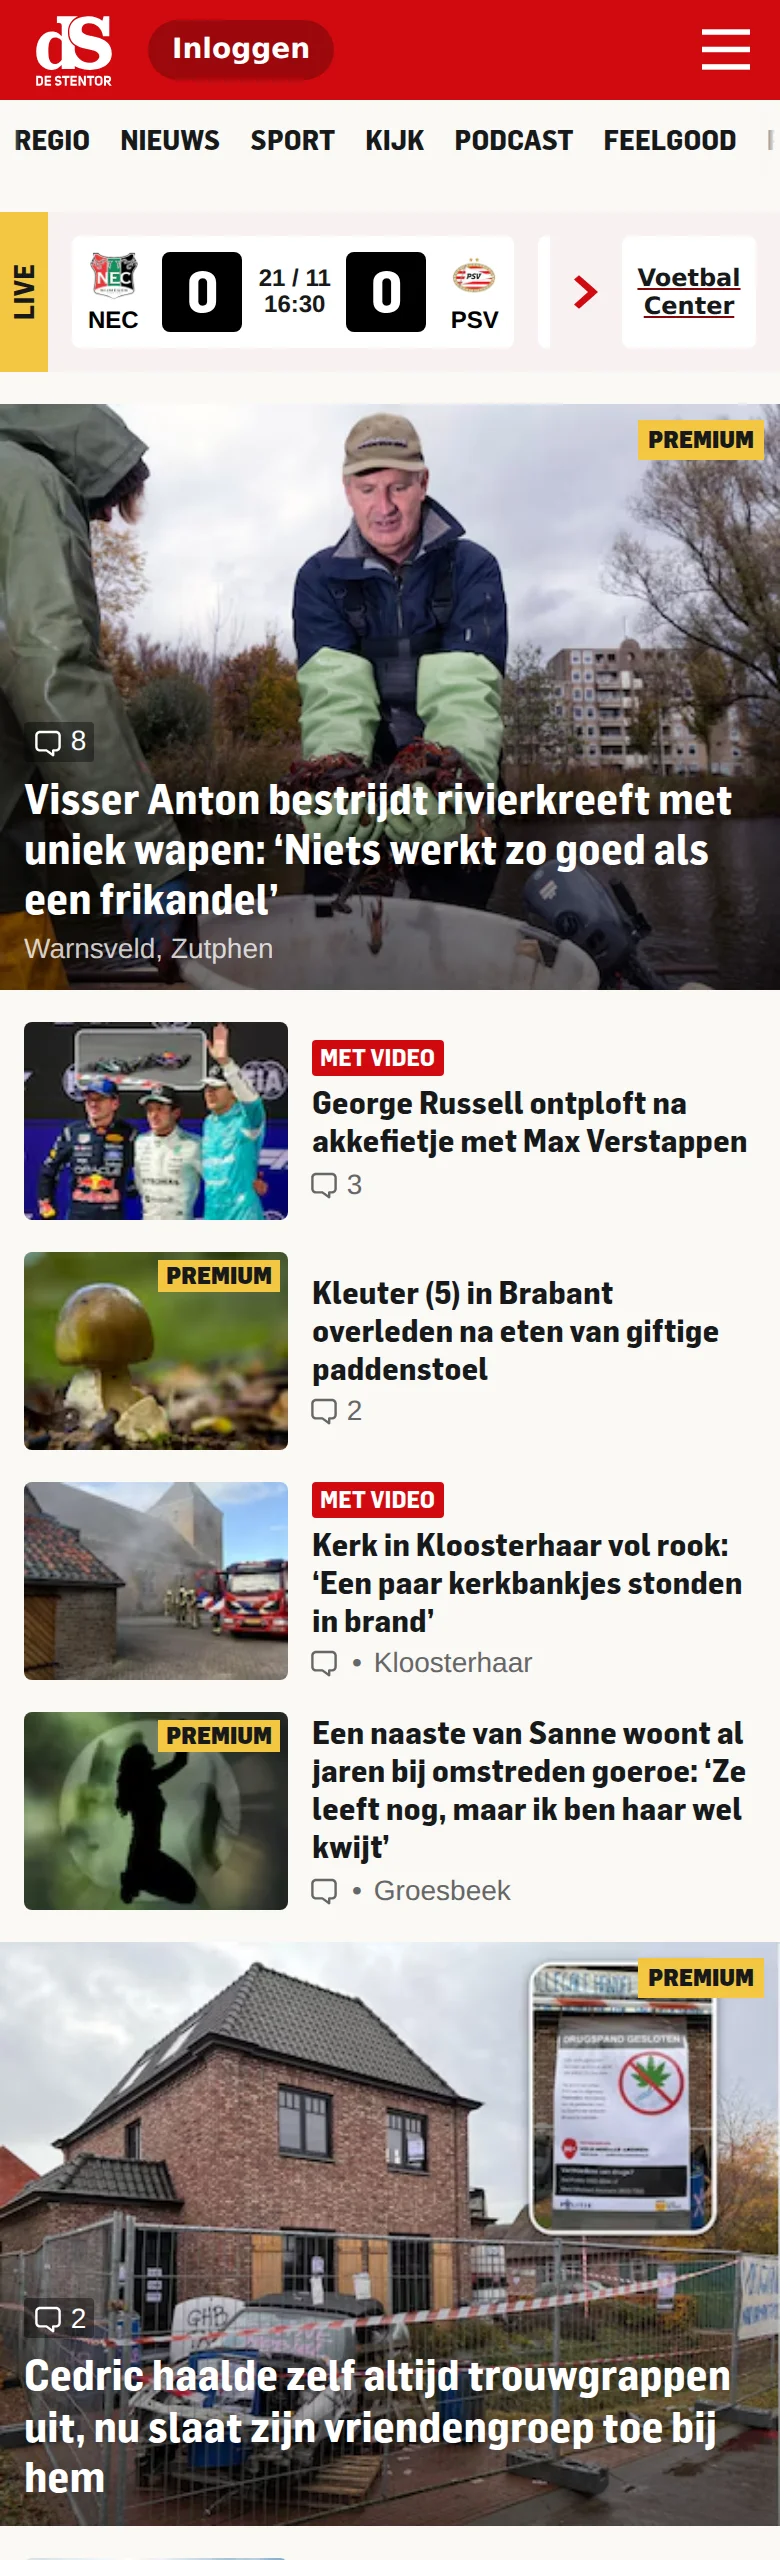 dS
DE STENTOR
Inloggen
REGIO NIEUWS SPORT KIJK PODCAST FEELGOOD
LIVE
NEC 0 21 / 11 0 PSV
16:30
Voetbal
Center
PREMIUM
8
Visser Anton bestrijdt rivierkreeft met
uniek wapen: ‘Niets werkt zo goed als
een frikandel’
Warnsveld, Zutphen
MET VIDEO
George Russell ontploft na
akkefietje met Max Verstappen
3
PREMIUM
Kleuter (5) in Brabant
overleden na eten van giftige
paddenstoel
2
MET VIDEO
Kerk in Kloosterhaar vol rook:
‘Een paar kerkbankjes stonden
in brand’
• Kloosterhaar
PREMIUM
Een naaste van Sanne woont al
jaren bij omstreden goeroe: ‘Ze
leeft nog, maar ik ben haar wel
kwijt’
• Groesbeek
PREMIUM
DRUGSPAND GESLOTEN
GHB
2
Cedric haalde zelf altijd trouwgrappen
uit, nu slaat zijn vriendengroep toe bij
hem